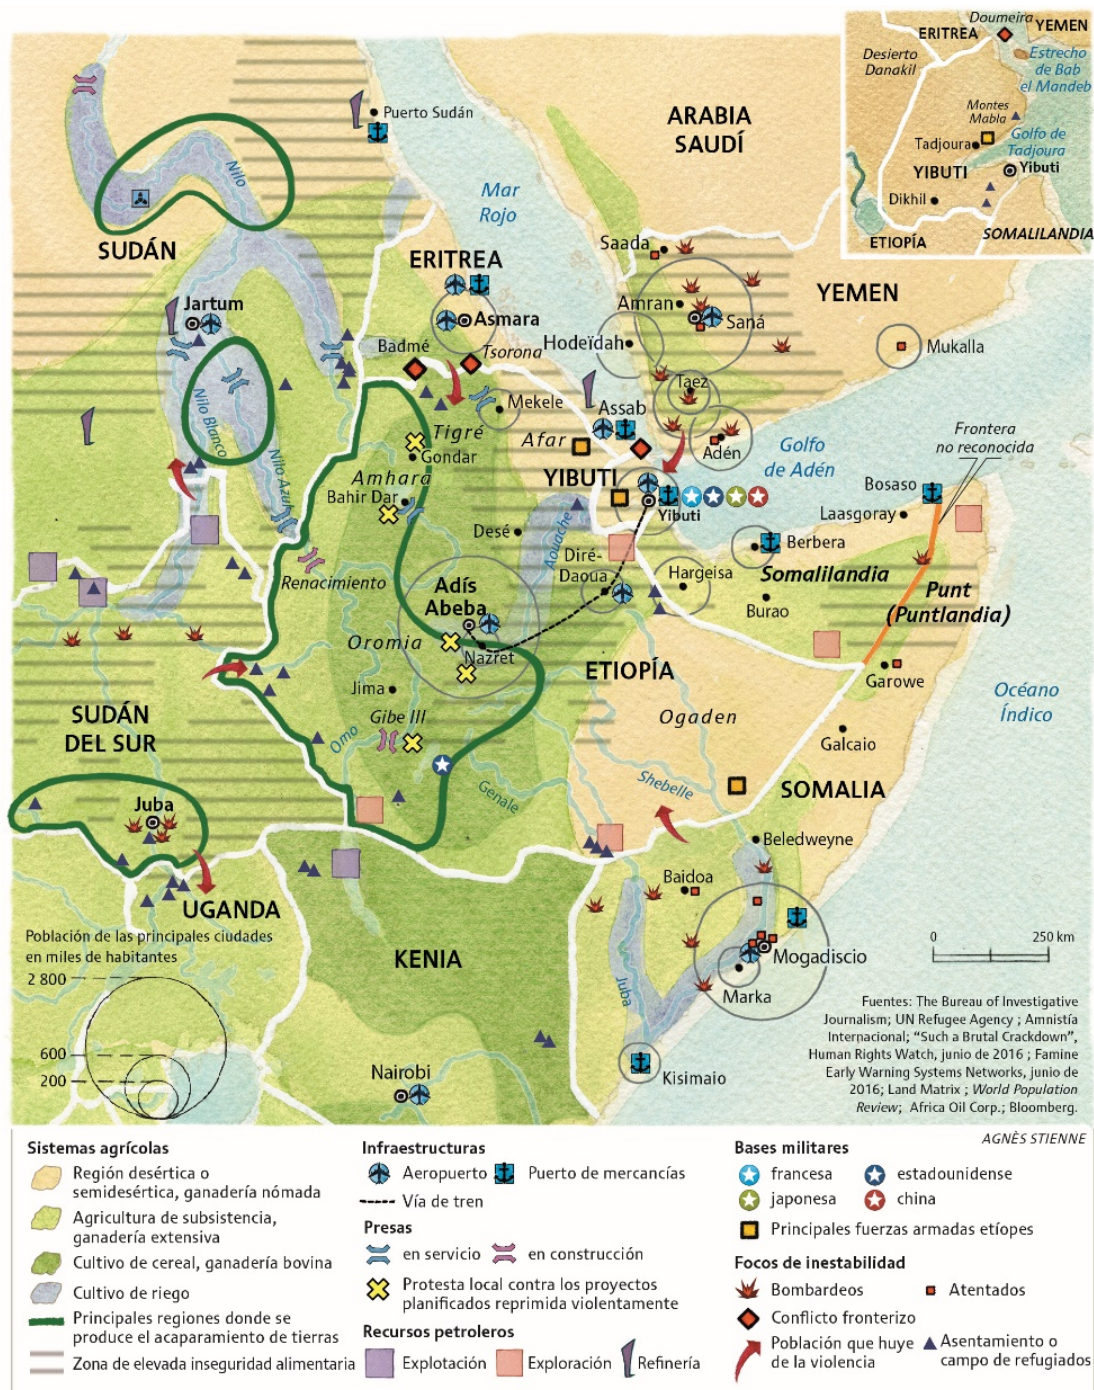 Doumeira
ERITREA
YEMEN
Desierto
Danakil
Estrecho
de Bab
el Mandeb
Montes
Mabla
Golfo de
Tadjoura
Tadjoura
YIBUTI
Yibuti
Dikhil
ETIOPÍA
SOMALILANDIA
Puerto Sudán
ARABIA
SAUDÍ
Nilo
Mar
Rojo
SUDÁN
ERITREA
Saada
YEMEN
Jartum
Asmara
Amran
Saná
Badmé
Tsorona
Hodeïdah
Mukalla
Nilo Blanco
Mekele
Taez
Assab
Tigré
Afar
Adén
Golfo
de Adén
Frontera
no reconocida
Gondar
Amhara
Nilo Azul
Bahir Dar
YIBUTI
Yibuti
Bosaso
Laasgoray
Desé
Aouache
Berbera
Renacimiento
Diré-
Daoua
Hargeisa
Somalilandia
Punt
(Puntlandia)
Adís
Abeba
Burao
Oromia
Nazret
ETIOPÍA
Garowe
Jima
Océano
Índico
SUDÁN
DEL SUR
Gibe III
Omo
Ogaden
Galcaio
Genale
Shebelle
SOMALIA
Juba
Beledweyne
Baidoa
UGANDA
Población de las principales ciudades
en miles de habitantes
2 800
600
200
KENIA
0
250 km
Mogadiscio
Marka
Juba
Kisimaio
Nairobi
Fuentes: The Bureau of Investigative
Journalism; UN Refugee Agency ; Amnistía
Internacional; “Such a Brutal Crackdown”,
Human Rights Watch, junio de 2016 ; Famine
Early Warning Systems Networks, junio de
2016; Land Matrix ; World Population
Review; Africa Oil Corp.; Bloomberg.
AGNÈS STIENNE
Sistemas agrícolas
Región desértica o
semidesértica, ganadería nómada
Agricultura de subsistencia,
ganadería extensiva
Cultivo de cereal, ganadería bovina
Cultivo de riego
Principales regiones donde se
produce el acaparamiento de tierras
Zona de elevada inseguridad alimentaria
Infraestructuras
Aeropuerto
Puerto de mercancías
Vía de tren
Presas
en servicio
en construcción
Protesta local contra los proyectos
planificados reprimida violentamente
Recursos petroleros
Explotación
Exploración
Refinería
Bases militares
francesa
estadounidense
japonesa
china
Principales fuerzas armadas etíopes
Focos de inestabilidad
Bombardeos
Atentados
Conflicto fronterizo
Población que huye
de la violencia
Asentamiento o
campo de refugiados